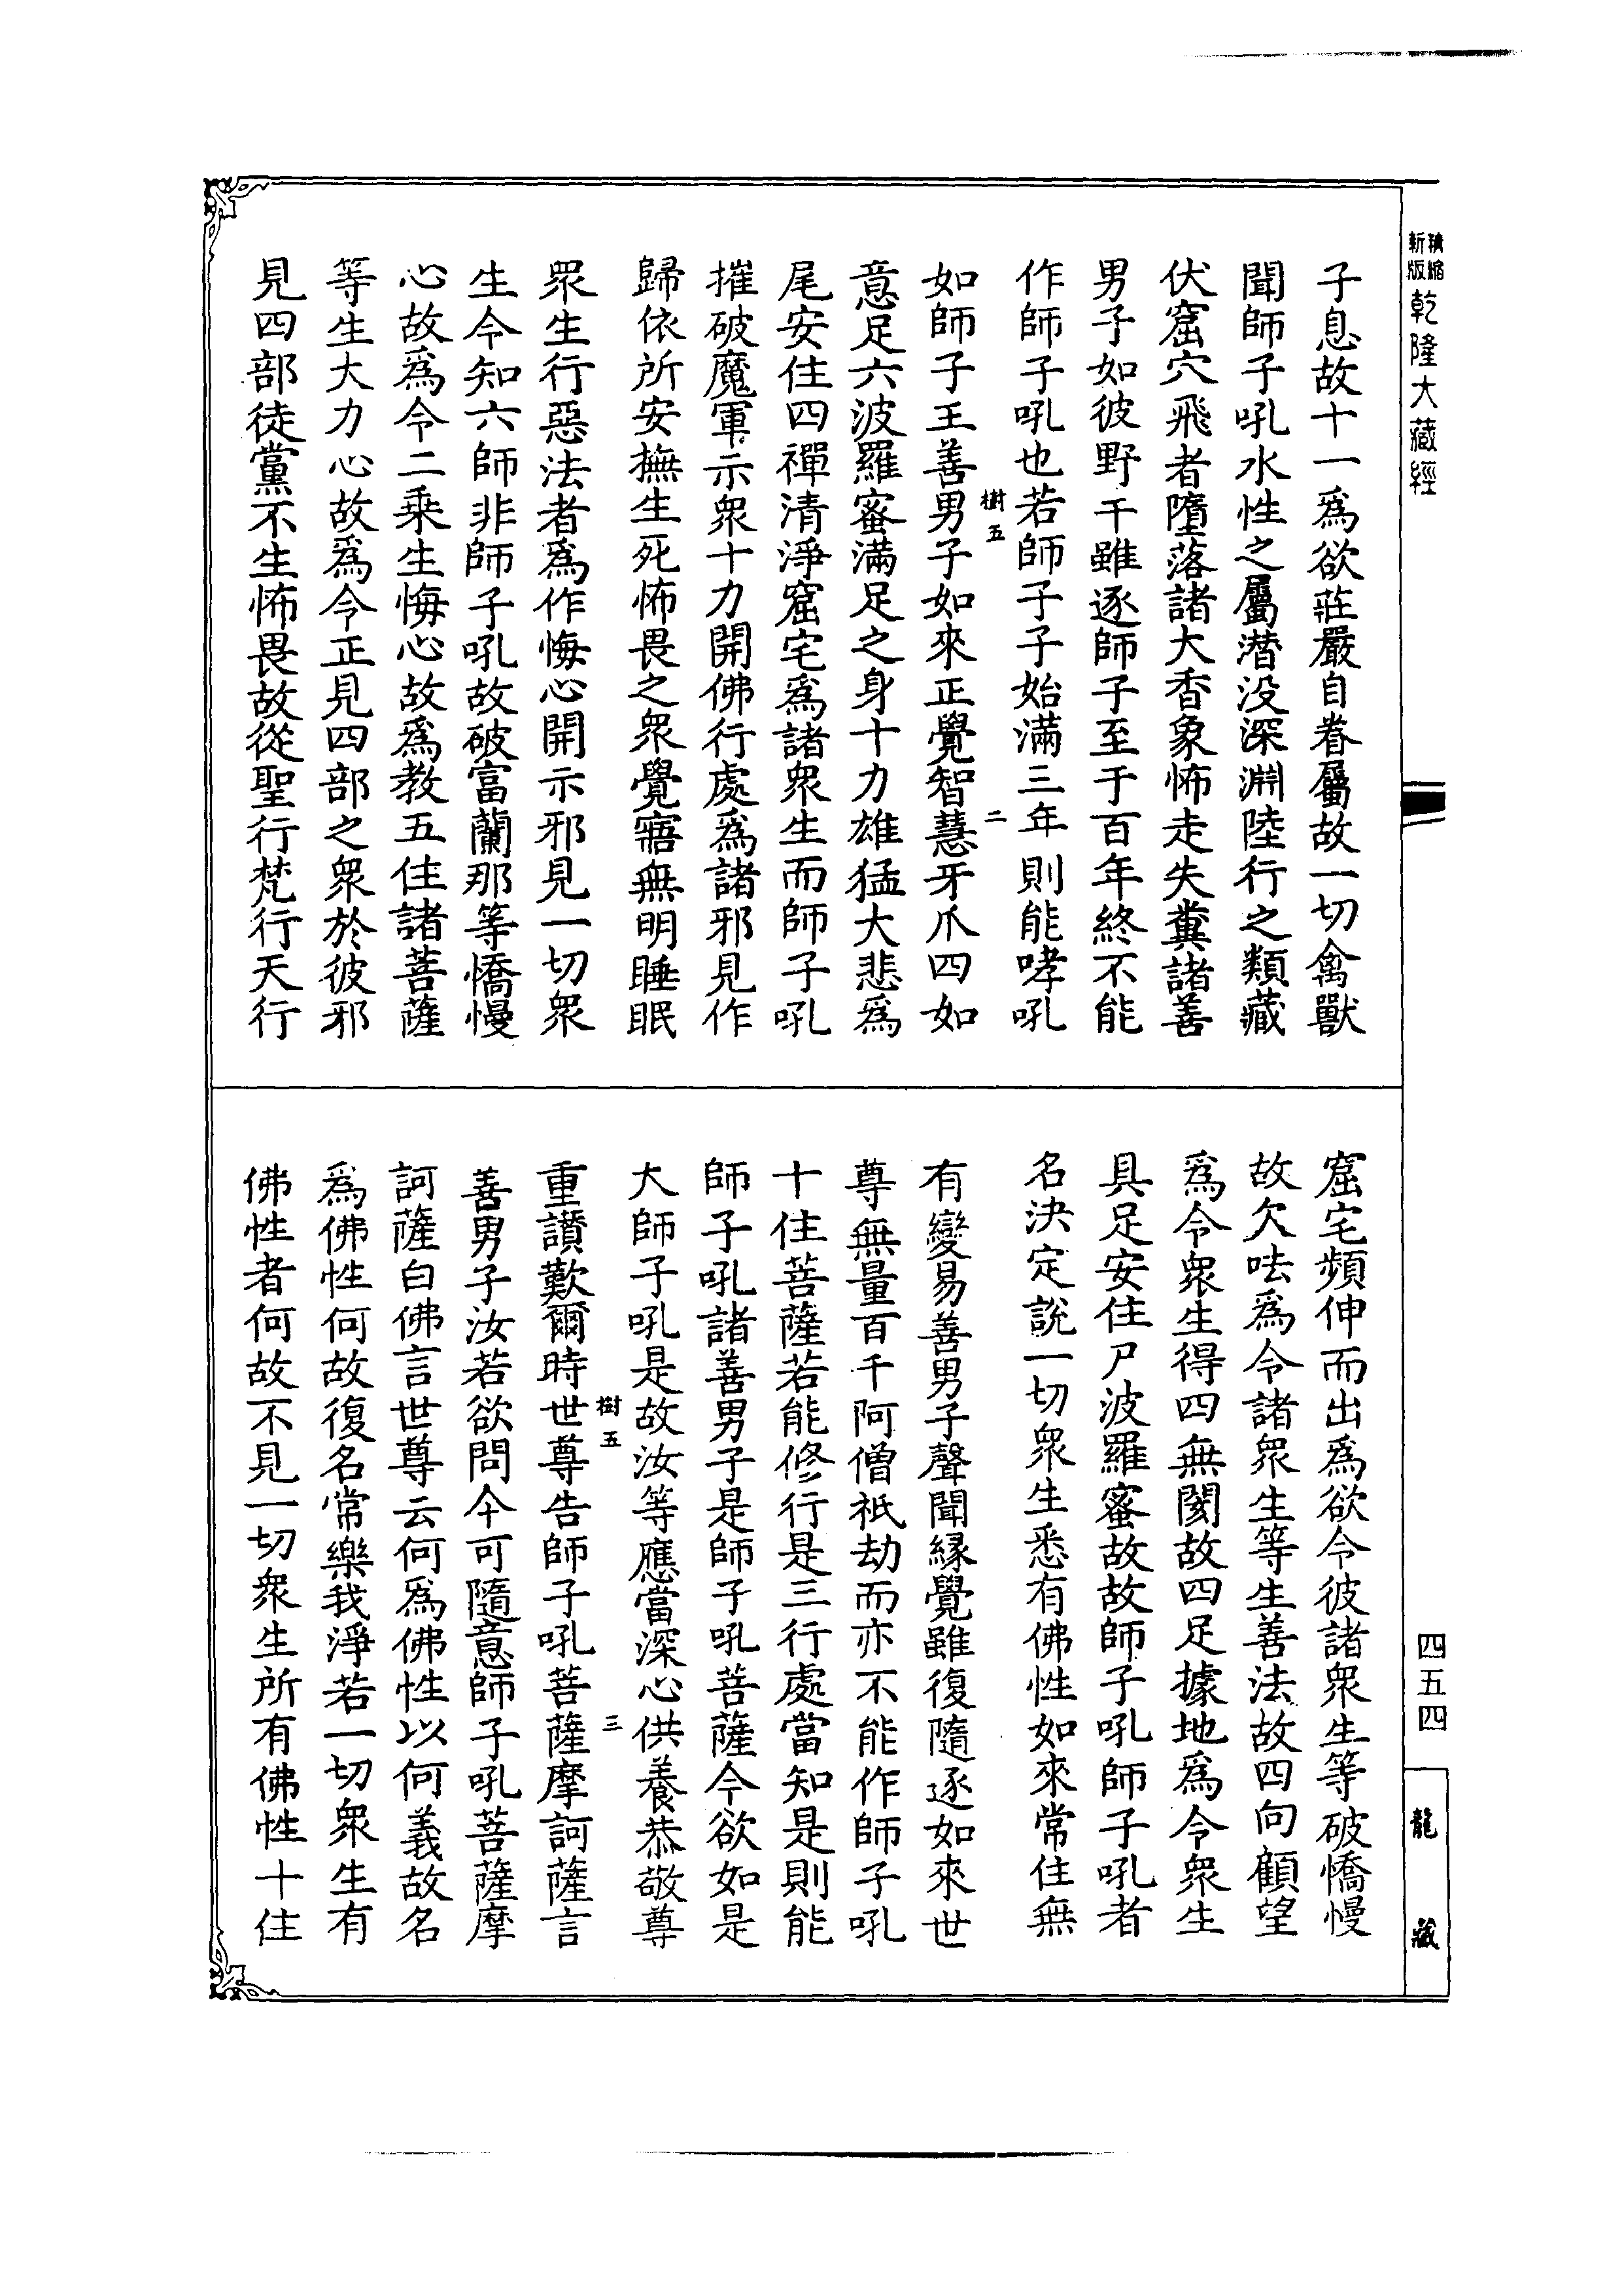 精縮
新版
乾隆大藏經
子息故十一爲欲莊嚴自眷屬故一切禽獸
聞師子吼水性之屬潛没深淵陸行之類藏
伏窟穴飛者墮落諸大香象怖走失糞諸善
男子如彼野干雖逐師子至于百年終不能
作師子吼也若師子子始滿三年則能哮吼
樹五
二
如師子王善男子如來正覺智慧牙爪四如
意足六波羅蜜滿足之身十力雄猛大悲爲
尾安住四禪清淨窟宅爲諸衆生而師子吼
摧破魔軍示衆十力開佛行處爲諸邪見作
歸依所安撫生死怖畏之衆覺寤無明睡眠
衆生行惡法者爲作悔心開示邪見一切衆
生令知六師非師子吼故破富蘭那等憍慢
心故爲令二乘生悔心故爲教五住諸菩薩
等生大力心故爲令正見四部之衆於彼邪
見四部徒黨不生怖畏故從聖行梵行天行
窟宅頻伸而出爲欲令彼諸衆生等破憍慢
故欠呿爲令諸衆生等生善法故四向顧望
爲令衆生得四無閡故四足據地爲令衆生
具足安住尸波羅蜜故故師子吼師子吼者
名決定說一切衆生悉有佛性如來常住無
有變易善男子聲聞緣覺雖復隨逐如來世
尊無量百千阿僧祇劫而亦不能作師子吼
十住菩薩若能修行是三行處當知是則能
師子吼諸善男子是師子吼菩薩今欲如是
大師子吼是故汝等應當深心供養恭敬尊
樹五
三
重讚歎爾時世尊告師子吼菩薩摩訶薩言
善男子汝若欲問今可隨意師子吼菩薩摩
訶薩白佛言世尊云何爲佛性以何義故名
爲佛性何故復名常樂我淨若一切衆生有
佛性者何故不見一切衆生所有佛性十住
四五四
龍藏